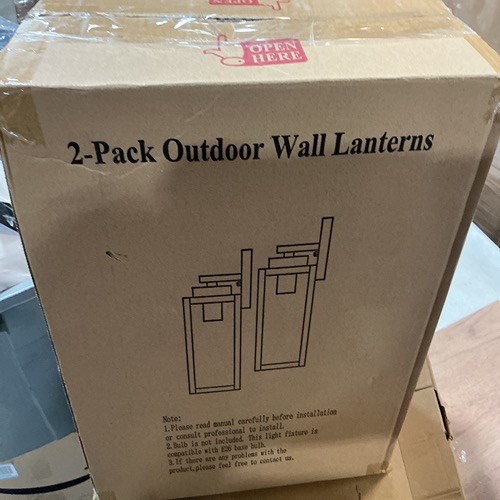 OPEN
HERE
2-Pack Outdoor Wall Lanterns
Note:
1.Please read manual carefully before installation
or consult professional to install.
2.Bulb is not included. This light fixture is
compatible with E26 base bulb.
3.If there are any problems with the
product,please feel free to contact me.